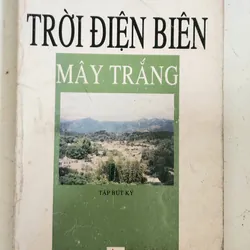 TRỜI ĐIỆN BIÊN
MÂY TRẮNG
TẬP BÚT KÝ